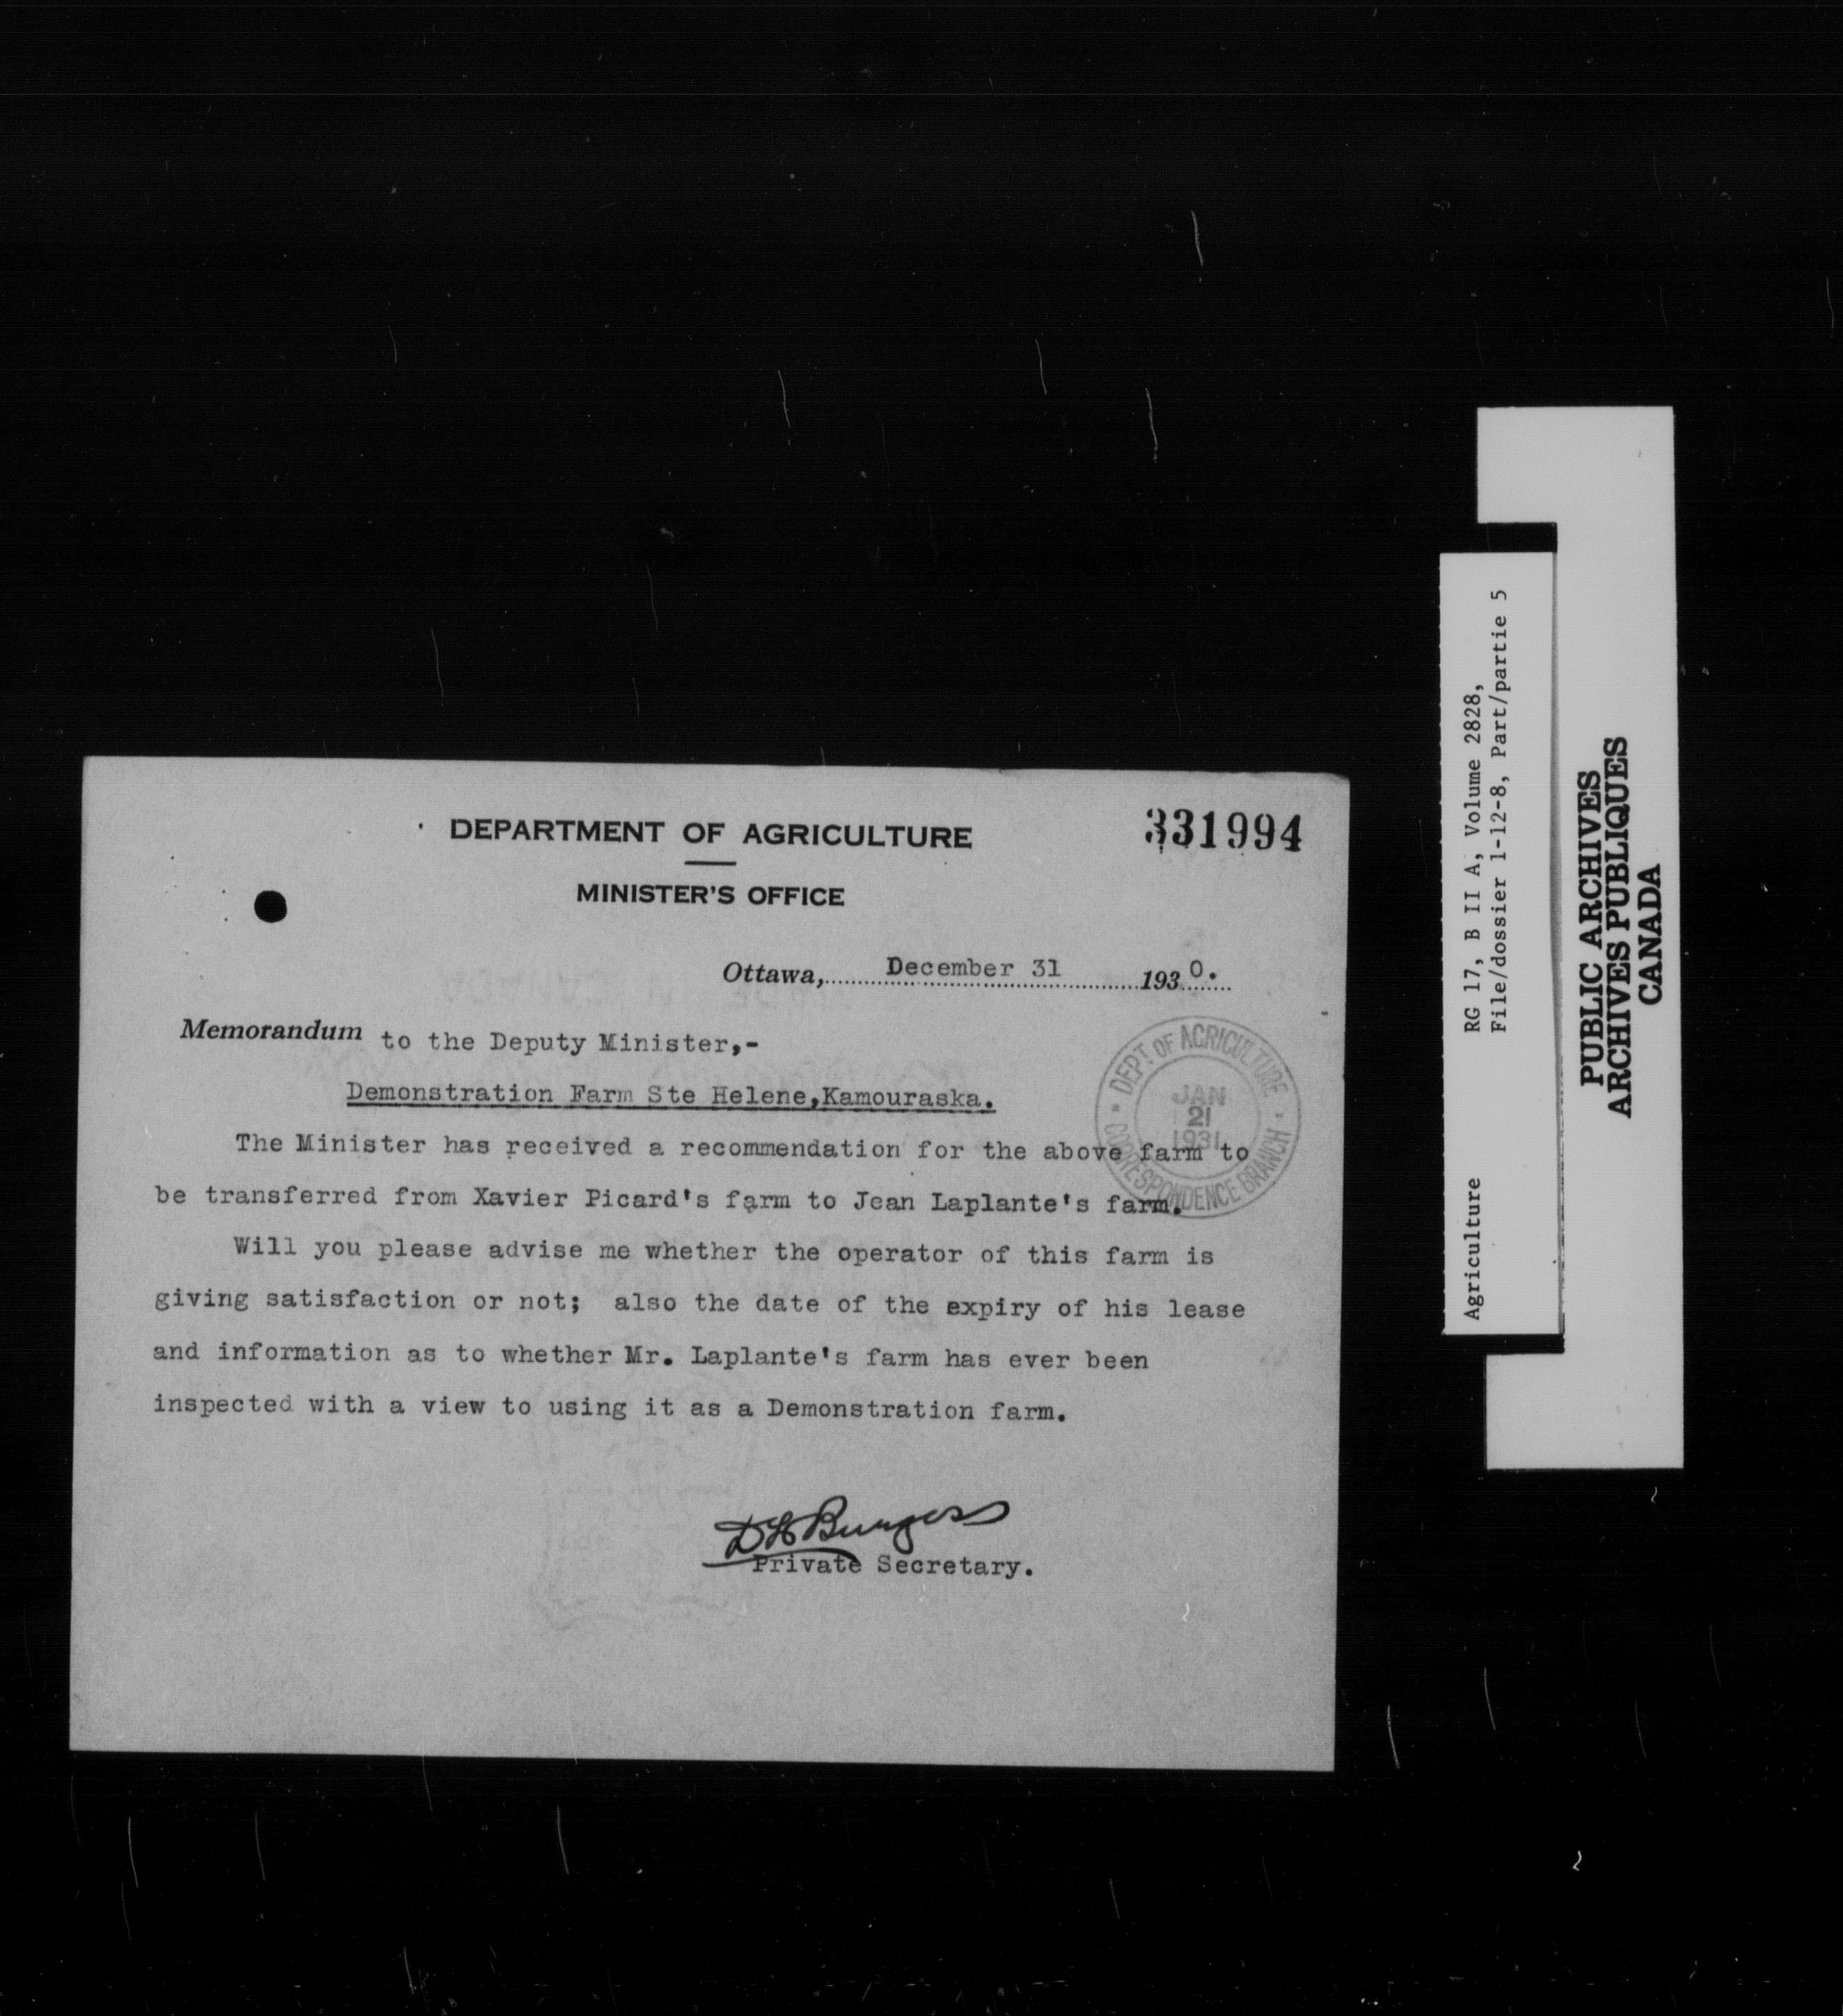 DEPARTMENT OF AGRICULTURE
331994
MINISTER'S OFFICE
Ottawa, December 31 1930.
Memorandum to the Deputy Minister,-
Demonstration Farm Ste Helene,Kamouraska.
DEPT. OF AGRICULTURE
JAN
21
1931
CORRESPONDENCE BRANCH
The Minister has received a recommendation for the above farm to
be transferred from Xavier Picard's farm to Jean Laplante's farm.
Will you please advise me whether the operator of this farm is
giving satisfaction or not; also the date of the expiry of his lease
and information as to whether Mr. Laplante's farm has ever been
inspected with a view to using it as a Demonstration farm.
Burgess
Private Secretary.
Agriculture RG 17, B II A, Volume 2828,
File/dossier 1-12-8, Part/partie 5
PUBLIC ARCHIVES
ARCHIVES PUBLIQUES
CANADA